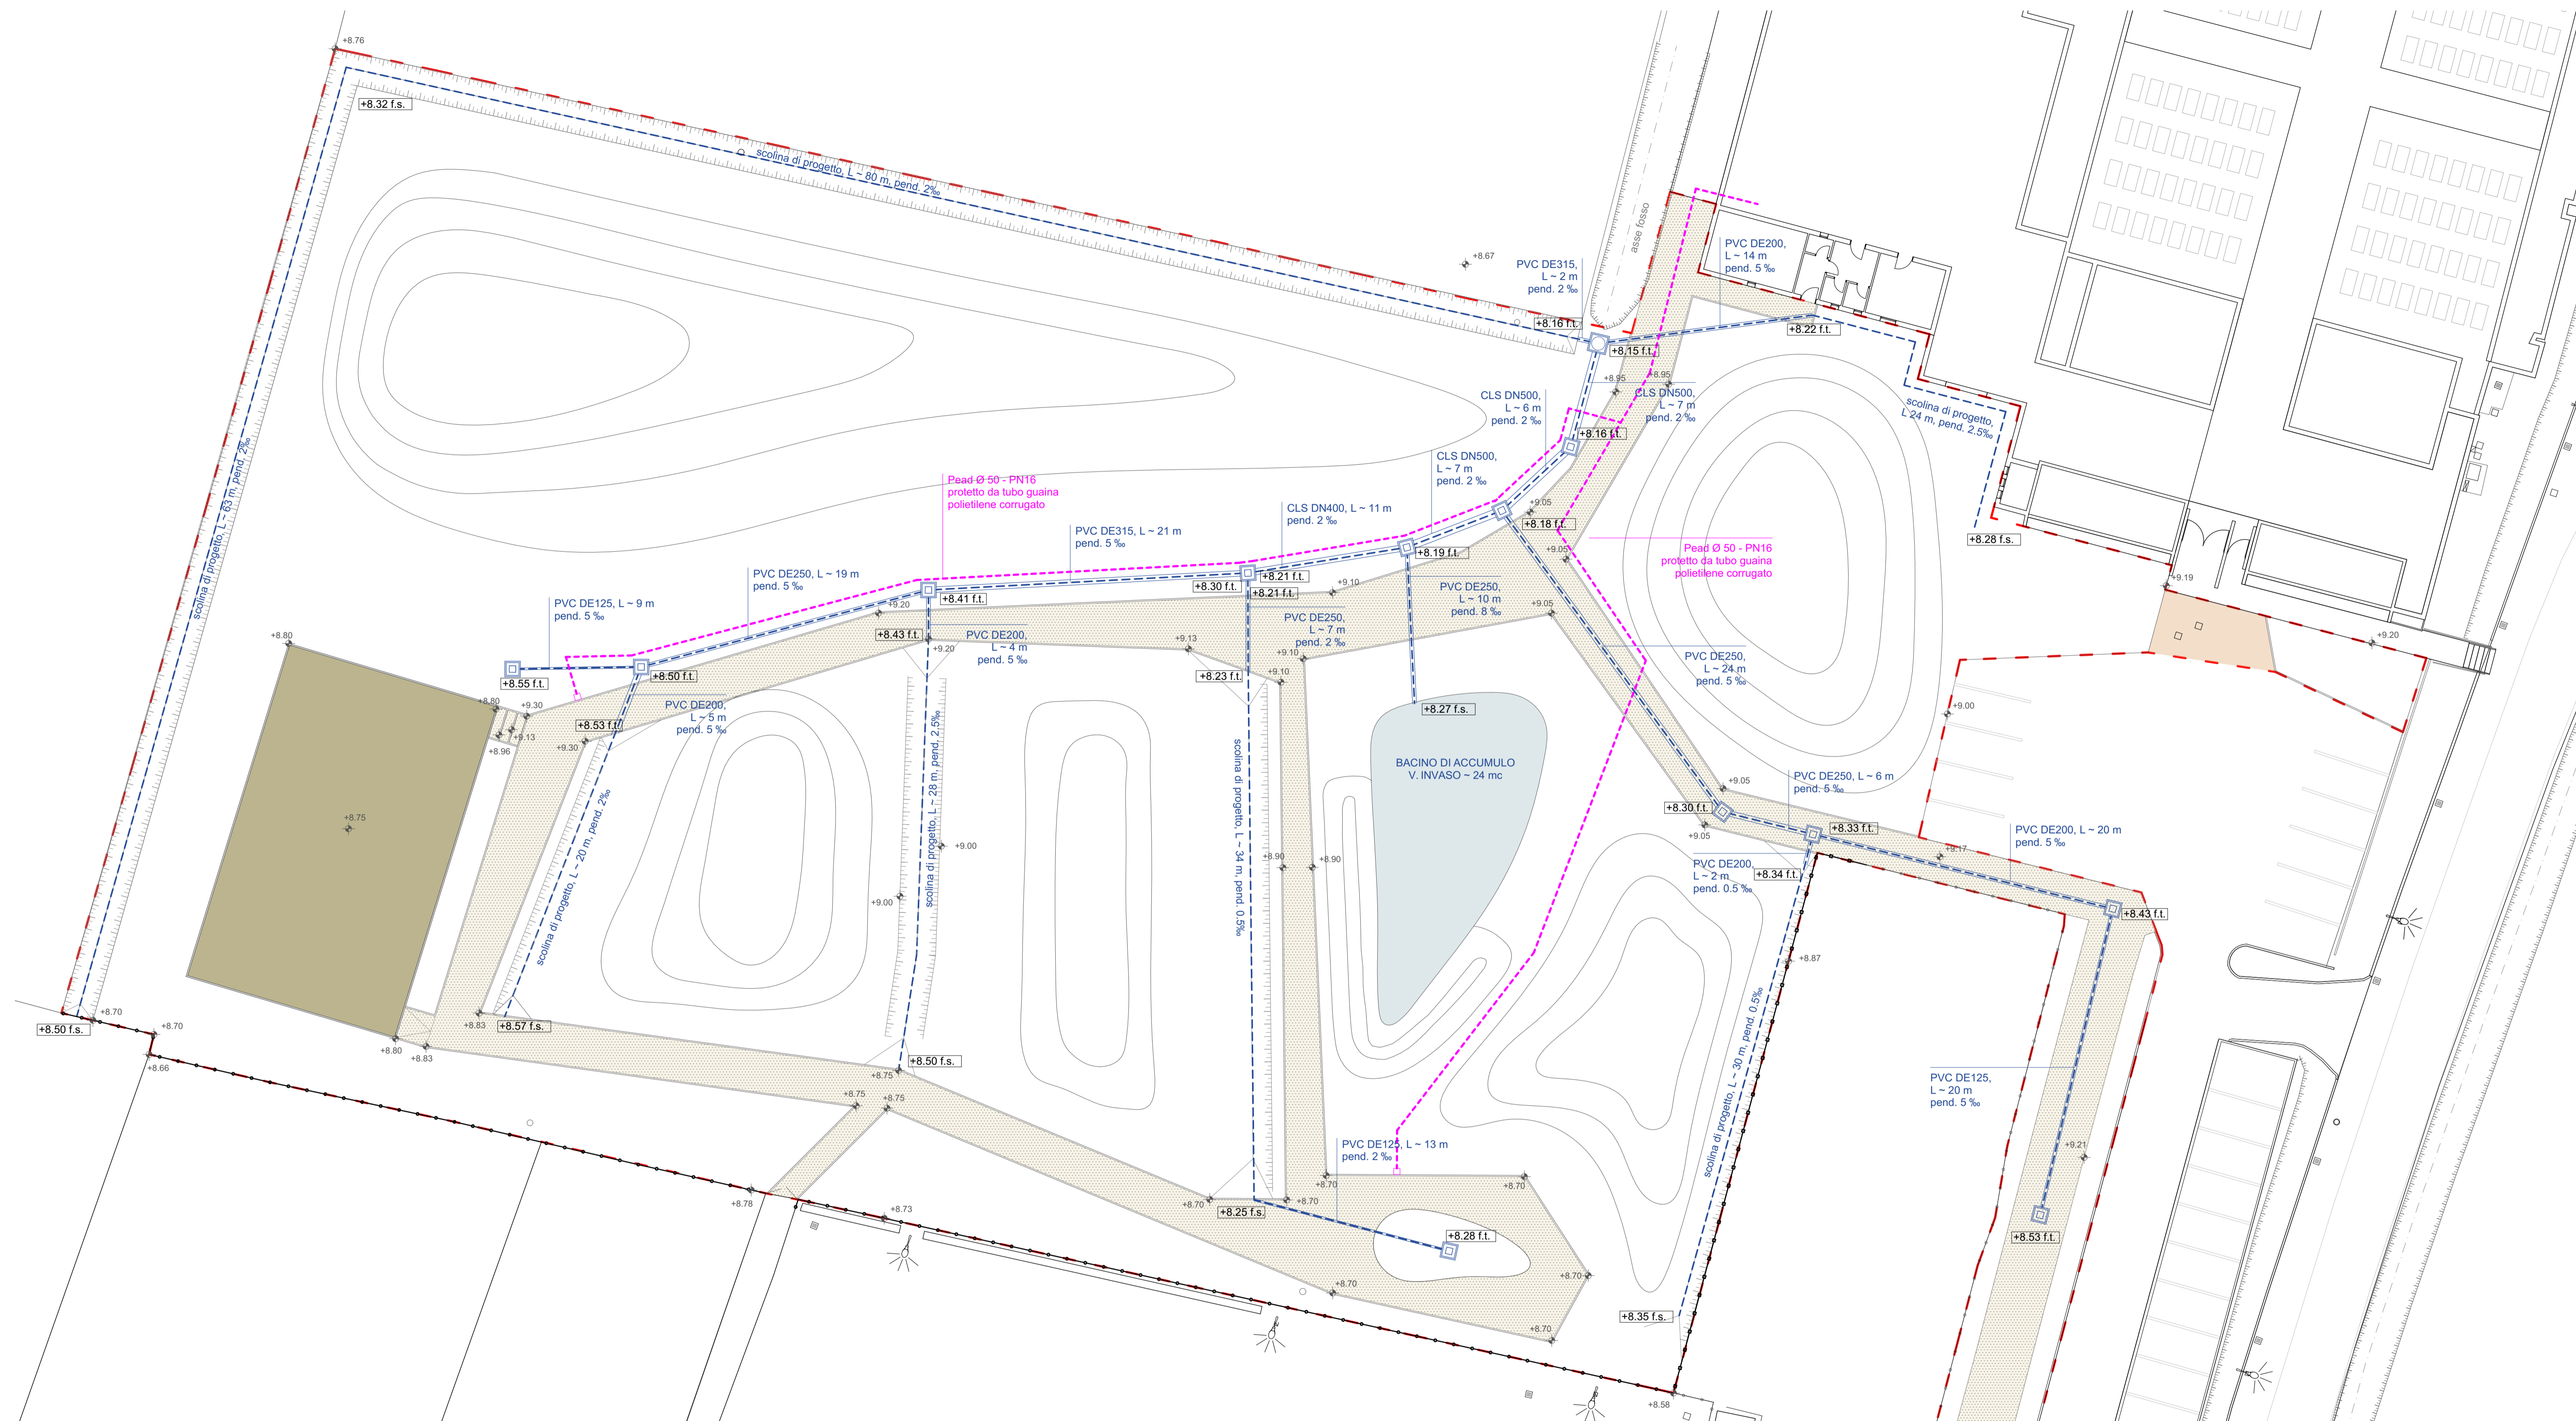 +8.76
+8.32 f.s.
scolina di progetto, L ~ 80 m, pend. 2‰
scolina di progetto, L ~ 63 m, pend. 2‰
+8.67
asse fosso
PVC DE315,
L ~ 2 m
pend. 2 ‰
PVC DE200,
L ~ 14 m
pend. 5 ‰
+8.16 f.t.
+8.15 f.t.
+8.22 f.t.
+8.95
+8.95
CLS DN500,
L ~ 6 m
pend. 2 ‰
CLS DN500,
L ~ 7 m
pend. 2 ‰
scolina di progetto,
L 24 m, pend. 2.5‰
+8.16 f.t.
CLS DN500,
L ~ 7 m
pend. 2 ‰
Pead Ø 50 - PN16
protetto da tubo guaina
polietilene corrugato
CLS DN400, L ~ 11 m
pend. 2 ‰
PVC DE315, L ~ 21 m
pend. 5 ‰
+9.05
+8.18 f.t.
+8.28 f.s.
Pead Ø 50 - PN16
protetto da tubo guaina
polietilene corrugato
+9.05
+8.19 f.t.
PVC DE250, L ~ 19 m
pend. 5 ‰
+8.21 f.t.
+8.30 f.t.
+8.21 f.t.
+9.10
PVC DE250,
L ~ 10 m
pend. 8 ‰
+9.19
+8.41 f.t.
PVC DE125, L ~ 9 m
pend. 5 ‰
+9.20
+9.05
PVC DE250,
L ~ 7 m
pend. 2 ‰
+8.43 f.t.
PVC DE200,
L ~ 4 m
pend. 5 ‰
+9.20
+9.13
+9.10
+8.80
+9.20
PVC DE250,
L ~ 24 m
pend. 5 ‰
+8.55 f.t.
+8.50 f.t.
+8.23 f.t.
+9.10
+8.80
+9.30
PVC DE200,
L ~ 5 m
pend. 5 ‰
+8.27 f.s.
+9.00
+8.53 f.t.
+9.13
+8.96
+9.30
BACINO DI ACCUMULO
V. INVASO ~ 24 mc
scolina di progetto, L ~ 20 m, pend. 2‰
scolina di progetto, L ~ 28 m, pend. 2.5‰
scolina di progetto, L ~ 34 m, pend. 0.5‰
+9.05
PVC DE250, L ~ 6 m
pend. 5 ‰
+8.30 f.t.
+8.75
+9.05
+8.33 f.t.
PVC DE200, L ~ 20 m
pend. 5 ‰
+9.00
+8.90
+8.90
+9.17
PVC DE200,
L ~ 2 m
pend. 0.5 ‰
+8.34 f.t.
+9.00
+8.43 f.t.
+8.87
+8.70
+8.50 f.s.
+8.70
+8.83
+8.57 f.s.
scolina di progetto, L ~ 30 m, pend. 0.5‰
+8.80
+8.83
+8.66
+8.50 f.s.
+8.75
PVC DE125,
L ~ 20 m
pend. 5 ‰
+8.75
+8.75
PVC DE125, L ~ 13 m
pend. 2 ‰
+9.21
+8.70
+8.70
+8.78
+8.70
+8.70
+8.25 f.s.
+8.73
+8.28 f.t.
+8.53 f.t.
+8.70
+8.70
+8.35 f.s.
+8.70
+8.58